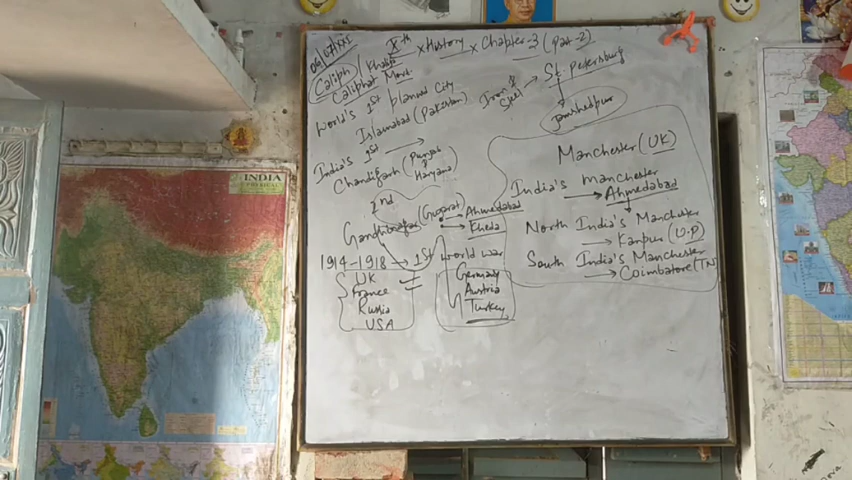 Xth × History × Chapter-3 (Part-2)
Caliph / Khalifa
Caliphat Mov.
World's 1st planned City
Islamabad (Pakistan)
India's 1st →
Chandigarh (Punjab Haryana)
2nd
Gandhinagar (Gujarat)
→ Ahmedabad
→ Kheda
1914-1918 → 1st world war
UK
France
Russia
USA
Germany
Austria
Turkey
Iron & Steel → St. Petersburg
Jamshedpur
Manchester (UK)
India's Manchester
→ Ahmedabad
North India's Manchester
→ Kanpur (U.P)
South India's Manchester
→ Coimbatore (TN
INDIA